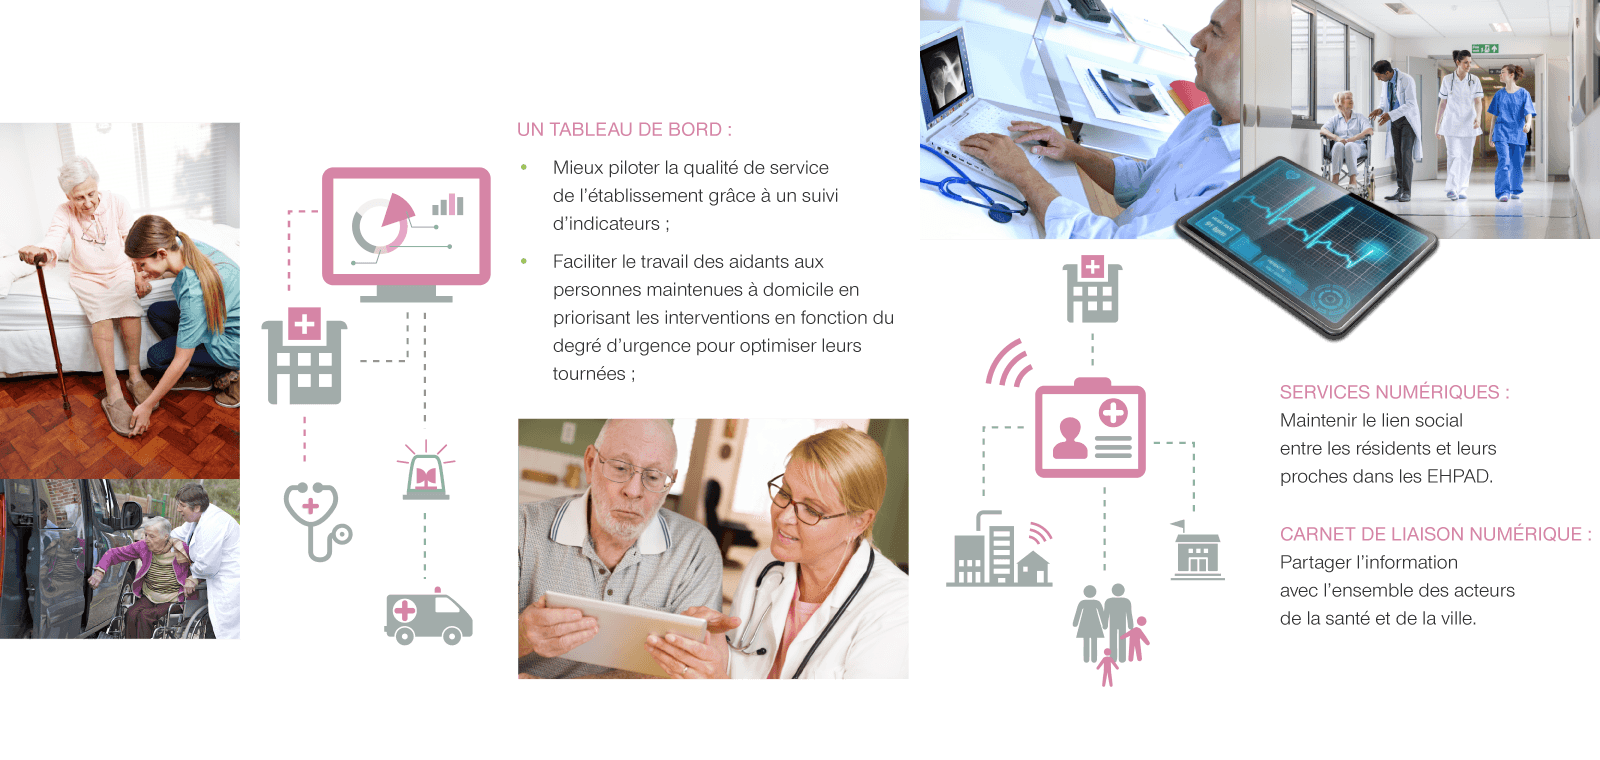 UN TABLEAU DE BORD :
• Mieux piloter la qualité de service
de l’établissement grâce à un suivi
d’indicateurs ;
• Faciliter le travail des aidants aux
personnes maintenues à domicile en
priorisant les interventions en fonction du
degré d’urgence pour optimiser leurs
tournées ;
SERVICES NUMÉRIQUES :
Maintenir le lien social
entre les résidents et leurs
proches dans les EHPAD.
CARNET DE LIAISON NUMÉRIQUE :
Partager l’information
avec l’ensemble des acteurs
de la santé et de la ville.